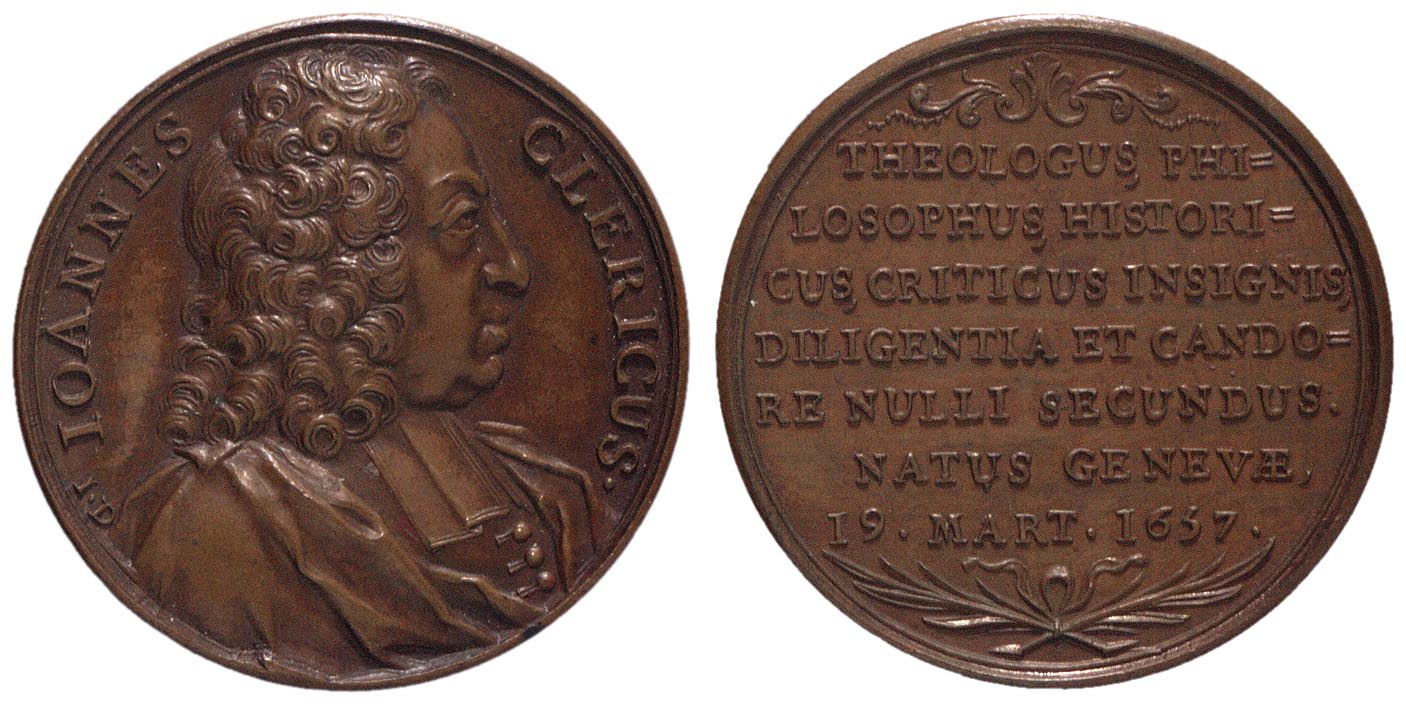 IOANNES CLERICUS.
I·D
THEOLOGUS, PHI=
LOSOPHUS, HISTORI=
CUS, CRITICUS INSIGNIS,
DILIGENTIA ET CANDO=
RE NULLI SECUNDUS.
NATUS GENEVÆ,
19. MART. 1657.